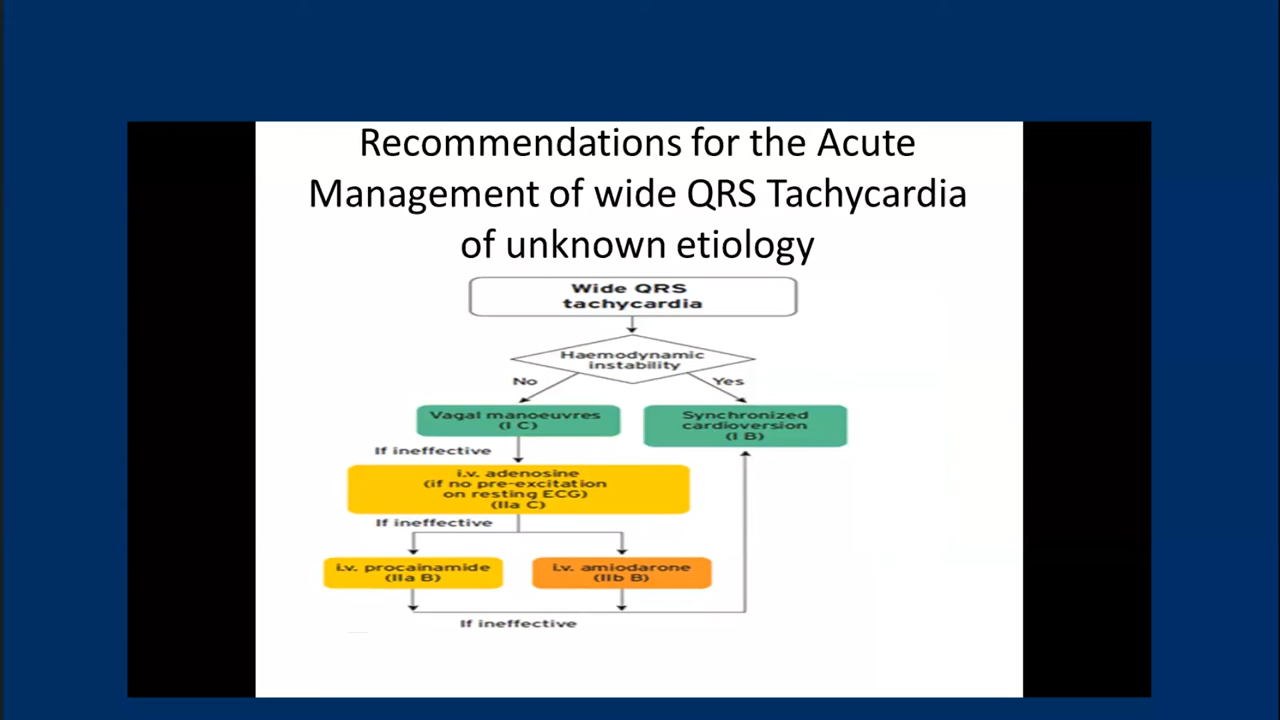 Recommendations for the Acute
Management of wide QRS Tachycardia
of unknown etiology
Wide QRS
tachycardia
Haemodynamic
instability
No
Yes
Vagal manoeuvres
(I C)
Synchronized
cardioversion
(I B)
If ineffective
i.v. adenosine
(if no pre-excitation
on resting ECG)
(IIa C)
If ineffective
i.v. procainamide
(IIa B)
i.v. amiodarone
(IIb B)
If ineffective